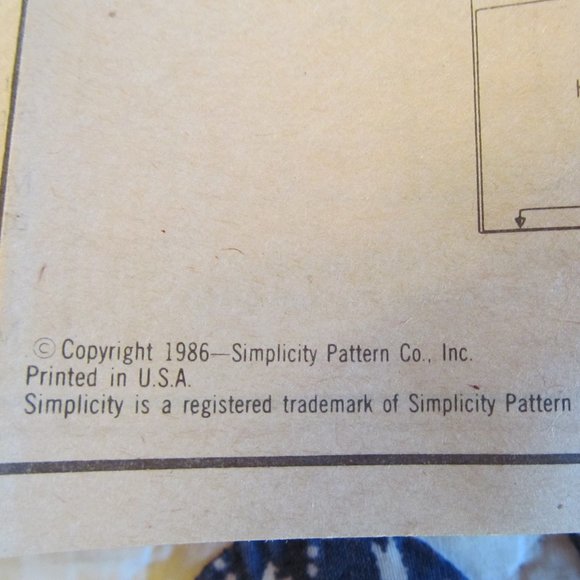 © Copyright 1986—Simplicity Pattern Co., Inc.
Printed in U.S.A.
Simplicity is a registered trademark of Simplicity Pattern